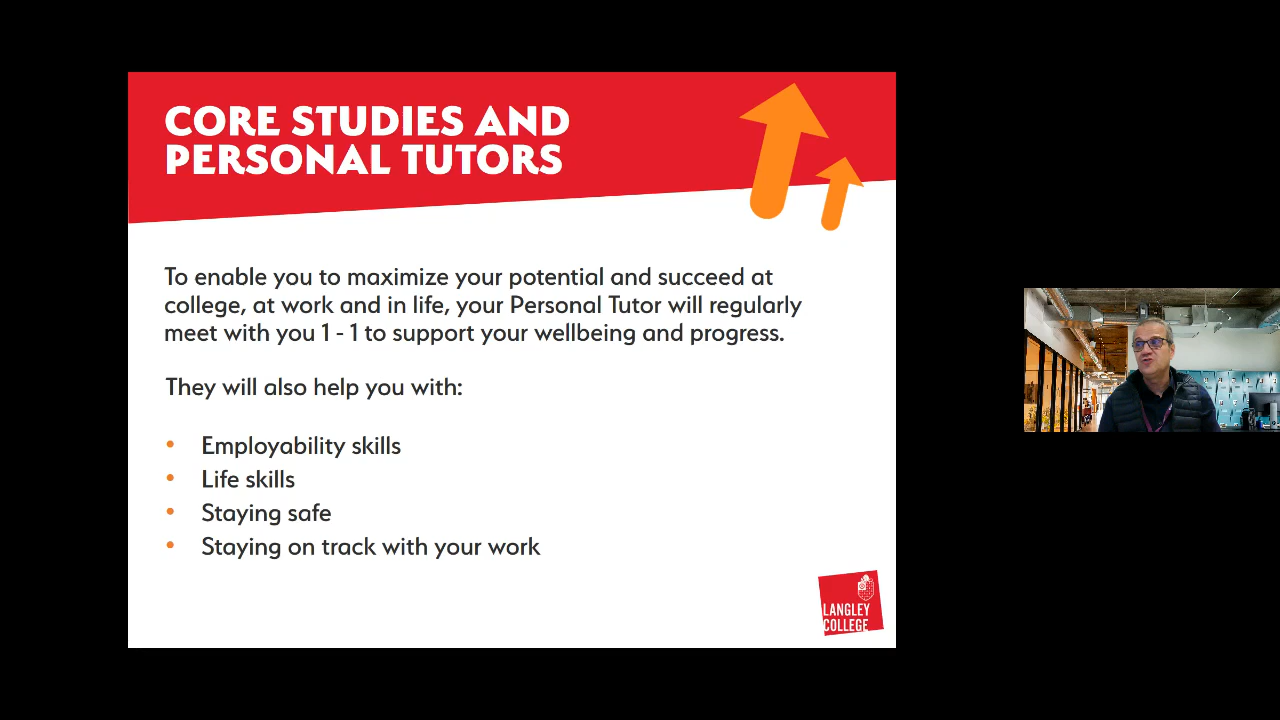 CORE STUDIES AND
PERSONAL TUTORS
To enable you to maximize your potential and succeed at
college, at work and in life, your Personal Tutor will regularly
meet with you 1 - 1 to support your wellbeing and progress.
They will also help you with:
• Employability skills
• Life skills
• Staying safe
• Staying on track with your work
LANGLEY
COLLEGE